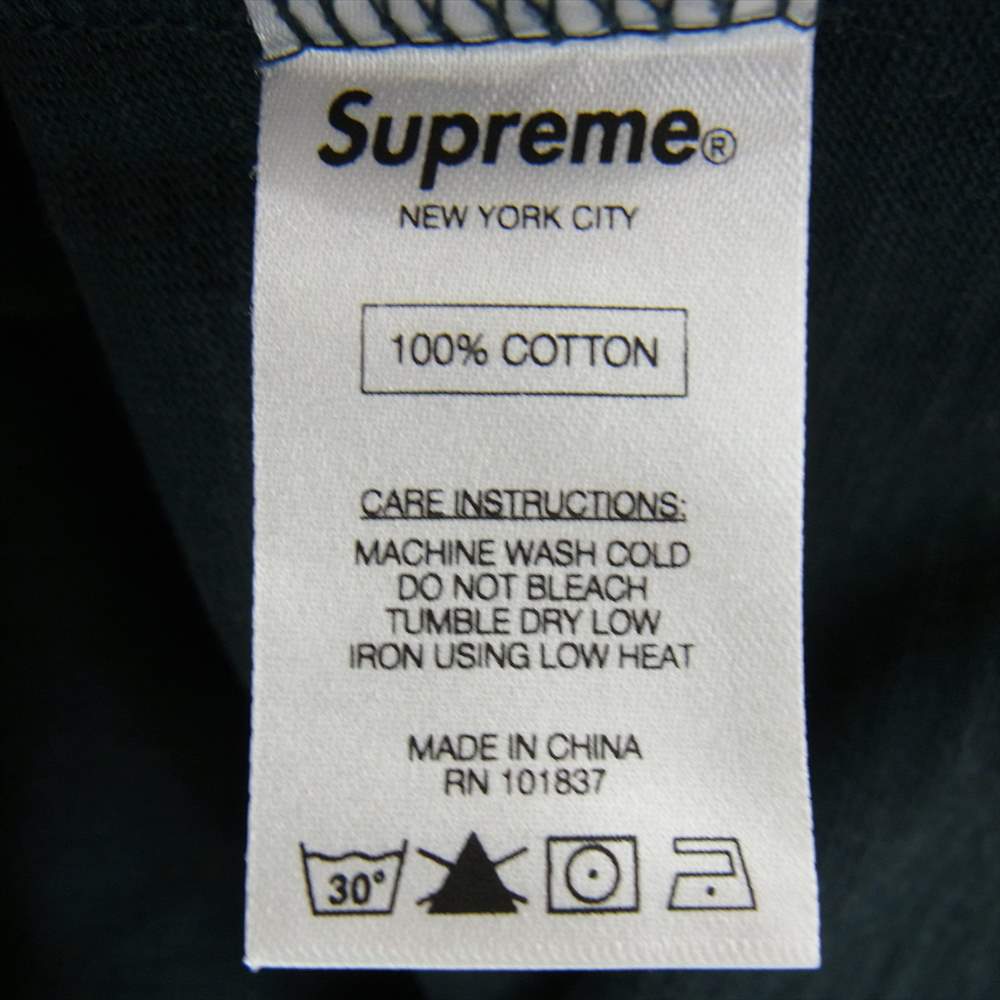 Supreme®
NEW YORK CITY
100% COTTON
CARE INSTRUCTIONS:
MACHINE WASH COLD
DO NOT BLEACH
TUMBLE DRY LOW
IRON USING LOW HEAT
MADE IN CHINA
RN 101837
30°